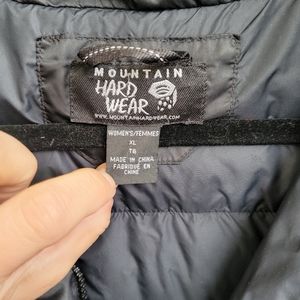 MOUNTAIN
HARD
WEAR
WWW.MOUNTAINHARDWEAR.COM
WOMEN'S/FEMMES
XL
TG
MADE IN CHINA
FABRIQUÉ EN
CHINE